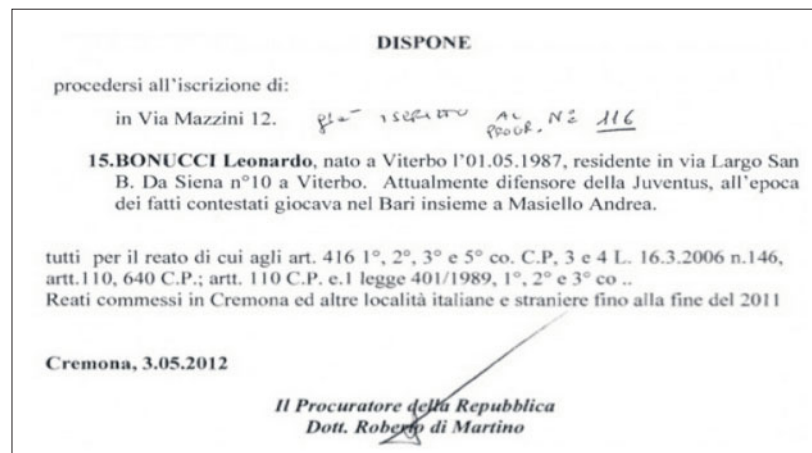 DISPONE
procedersi all'iscrizione di:
in Via Mazzini 12. già iscritto AL PROGR. N° 116
15.BONUCCI Leonardo, nato a Viterbo l'01.05.1987, residente in via Largo San
B. Da Siena n°10 a Viterbo. Attualmente difensore della Juventus, all'epoca
dei fatti contestati giocava nel Bari insieme a Masiello Andrea.
tutti per il reato di cui agli art. 416 1°, 2°, 3° e 5° co. C.P, 3 e 4 L. 16.3.2006 n.146,
artt.110, 640 C.P.; artt. 110 C.P. e.1 legge 401/1989, 1°, 2° e 3° co ..
Reati commessi in Cremona ed altre località italiane e straniere fino alla fine del 2011
Cremona, 3.05.2012
Il Procuratore della Repubblica
Dott. Roberto di Martino